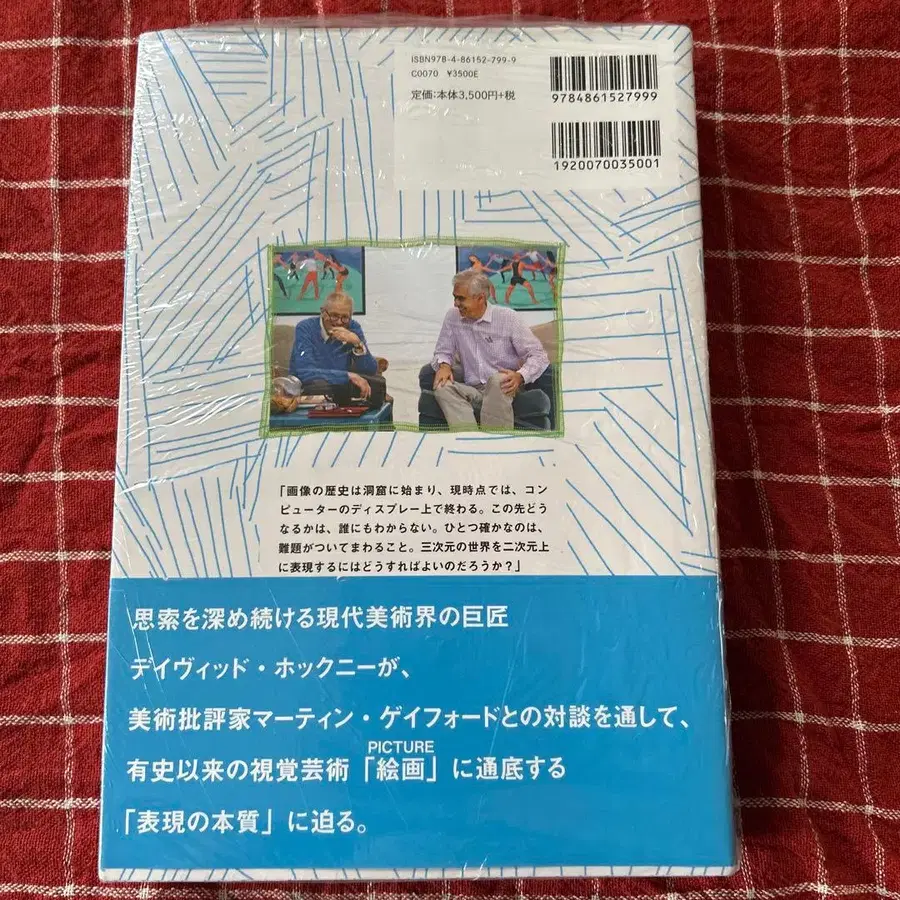 ISBN978-4-86152-799-9
C0070 ¥3500E
定価:本体3,500円+税
9784861527999
1920070035001
「画像の歴史は洞窟に始まり、現時点では、コン
ピューターのディスプレー上で終わる。この先どう
なるかは、誰にもわからない。ひとつ確かなのは、
難題がついてまわること。三次元の世界を二次元上
に表現するにはどうすればよいのだろうか？」
思索を深め続ける現代美術界の巨匠
デイヴィッド・ホックニーが、
美術批評家マーティン・ゲイフォードとの対談を通して、
PICTURE
有史以来の視覚芸術「絵画」に通底する
「表現の本質」に迫る。